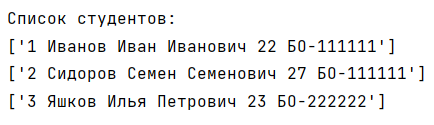 Список студентов:
['1 Иванов Иван Иванович 22 БО-111111']
['2 Сидоров Семен Семенович 27 БО-111111']
['3 Яшков Илья Петрович 23 БО-222222']